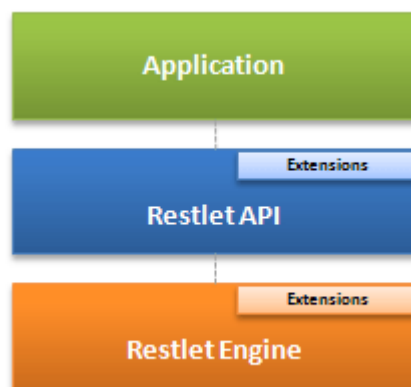 Application
Extensions
Restlet API
Extensions
Restlet Engine